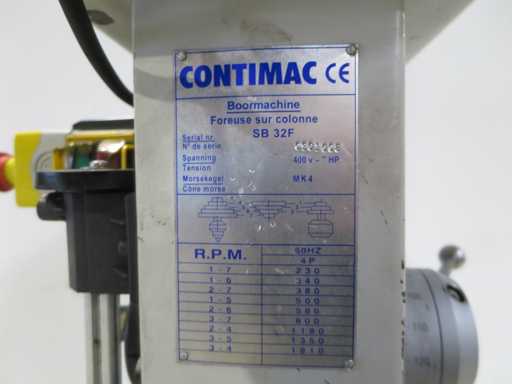 CONTIMAC CE
Boormachine
Foreuse sur colonne
SB 32F
Serial nr.
N° de serie
Spanning 400 v - ~ HP
Tension
Morsekegel MK4
Cône morse
R.P.M. 50HZ
4P
1-7 230
1-6 340
2-7 380
1-5 500
2-6 580
3-7 600
2-4 1180
3-5 1350
3-4 1810